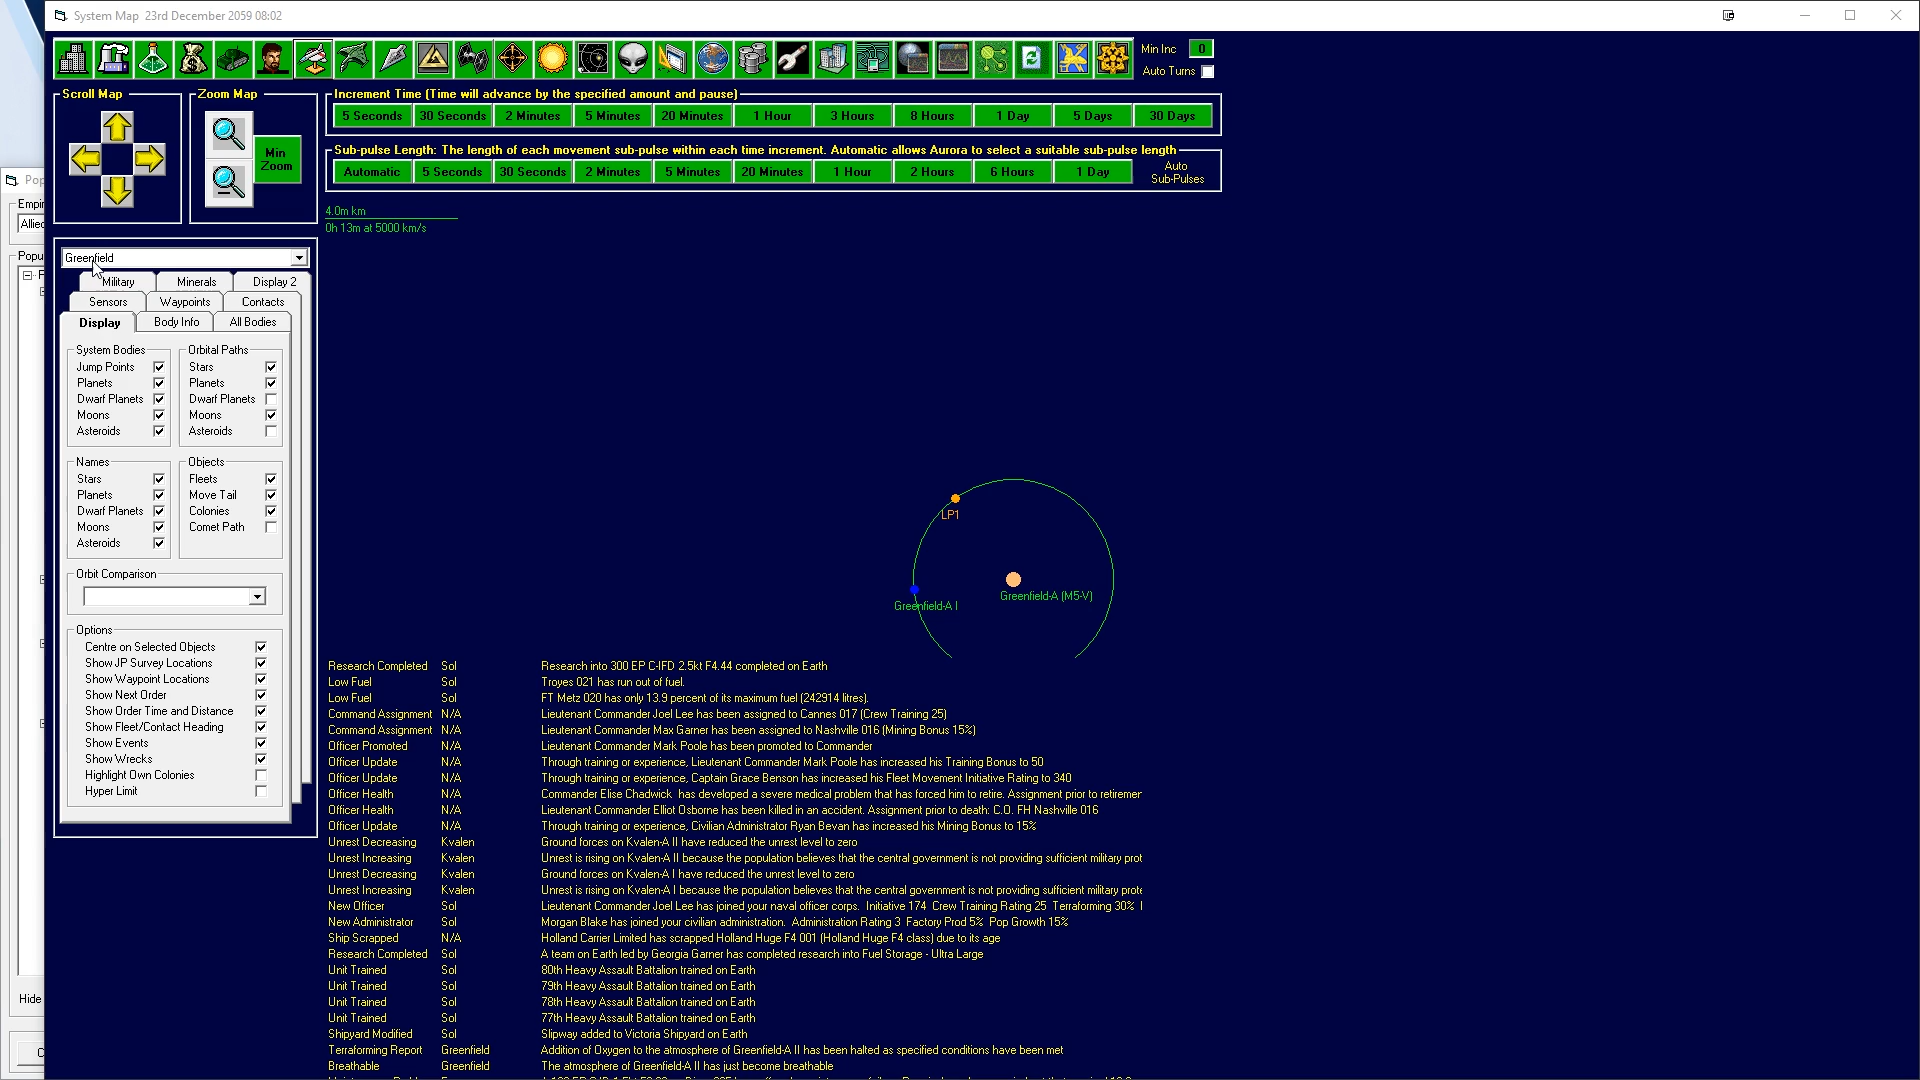 System Map  23rd December 2059 08:02
Min Inc 0
Auto Turns
Scroll Map
Zoom Map
Min Zoom
Increment Time (Time will advance by the specified amount and pause)
5 Seconds 30 Seconds 2 Minutes 5 Minutes 20 Minutes 1 Hour 3 Hours 8 Hours 1 Day 5 Days 30 Days
Sub-pulse Length: The length of each movement sub-pulse within each time increment. Automatic allows Aurora to select a suitable sub-pulse length
Automatic 5 Seconds 30 Seconds 2 Minutes 5 Minutes 20 Minutes 1 Hour 2 Hours 6 Hours 1 Day
Auto Sub-Pulses
4.0m km
0h 13m at 5000 km/s
Pop
Empir
Allied
Popu
Hide
Greenfield
Military Minerals Display 2
Sensors Waypoints Contacts
Display Body Info All Bodies
System Bodies
Jump Points
Planets
Dwarf Planets
Moons
Asteroids
Orbital Paths
Stars
Planets
Dwarf Planets
Moons
Asteroids
Names
Stars
Planets
Dwarf Planets
Moons
Asteroids
Objects
Fleets
Move Tail
Colonies
Comet Path
Orbit Comparison
Options
Centre on Selected Objects
Show JP Survey Locations
Show Waypoint Locations
Show Next Order
Show Order Time and Distance
Show Fleet/Contact Heading
Show Events
Show Wrecks
Highlight Own Colonies
Hyper Limit
LP1
Greenfield-A (M5-V)
Greenfield-A I
Research Completed Sol Research into 300 EP C-IFD 2.5kt F4.44 completed on Earth
Low Fuel Sol Troyes 021 has run out of fuel.
Low Fuel Sol FT Metz 020 has only 13.9 percent of its maximum fuel (242914 litres).
Command Assignment N/A Lieutenant Commander Joel Lee has been assigned to Cannes 017 (Crew Training 25)
Command Assignment N/A Lieutenant Commander Max Garner has been assigned to Nashville 016 (Mining Bonus 15%)
Officer Promoted N/A Lieutenant Commander Mark Poole has been promoted to Commander
Officer Update N/A Through training or experience, Lieutenant Commander Mark Poole has increased his Training Bonus to 50
Officer Update N/A Through training or experience, Captain Grace Benson has increased his Fleet Movement Initiative Rating to 340
Officer Health N/A Commander Elise Chadwick  has developed a severe medical problem that has forced him to retire. Assignment prior to retiremer
Officer Health N/A Lieutenant Commander Elliot Osborne has been killed in an accident. Assignment prior to death: C.O. FH Nashville 016
Officer Update N/A Through training or experience, Civilian Administrator Ryan Bevan has increased his Mining Bonus to 15%
Unrest Decreasing Kvalen Ground forces on Kvalen-A II have reduced the unrest level to zero
Unrest Increasing Kvalen Unrest is rising on Kvalen-A II because the population believes that the central government is not providing sufficient military prot
Unrest Decreasing Kvalen Ground forces on Kvalen-A I have reduced the unrest level to zero
Unrest Increasing Kvalen Unrest is rising on Kvalen-A I because the population believes that the central government is not providing sufficient military prote
New Officer Sol Lieutenant Commander Joel Lee has joined your naval officer corps.  Initiative 174  Crew Training Rating 25  Terraforming 30%
New Administrator Sol Morgan Blake has joined your civilian administration.  Administration Rating 3  Factory Prod 5%  Pop Growth 15%
Ship Scrapped N/A Holland Carrier Limited has scrapped Holland Huge F4 001 (Holland Huge F4 class) due to its age
Research Completed Sol A team on Earth led by Georgia Garner has completed research into Fuel Storage - Ultra Large
Unit Trained Sol 80th Heavy Assault Battalion trained on Earth
Unit Trained Sol 79th Heavy Assault Battalion trained on Earth
Unit Trained Sol 78th Heavy Assault Battalion trained on Earth
Unit Trained Sol 77th Heavy Assault Battalion trained on Earth
Shipyard Modified Sol Slipway added to Victoria Shipyard on Earth
Terraforming Report Greenfield Addition of Oxygen to the atmosphere of Greenfield-A II has been halted as specified conditions have been met
Breathable Greenfield The atmosphere of Greenfield-A II has just become breathable